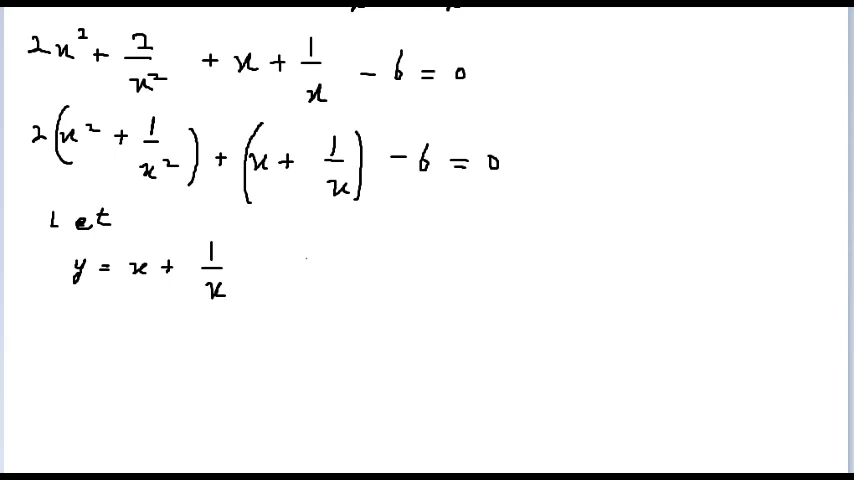 2x² + 2/x² + x + 1/x - 6 = 0
2(x² + 1/x²) + (x + 1/x) - 6 = 0
Let
y = x + 1/x